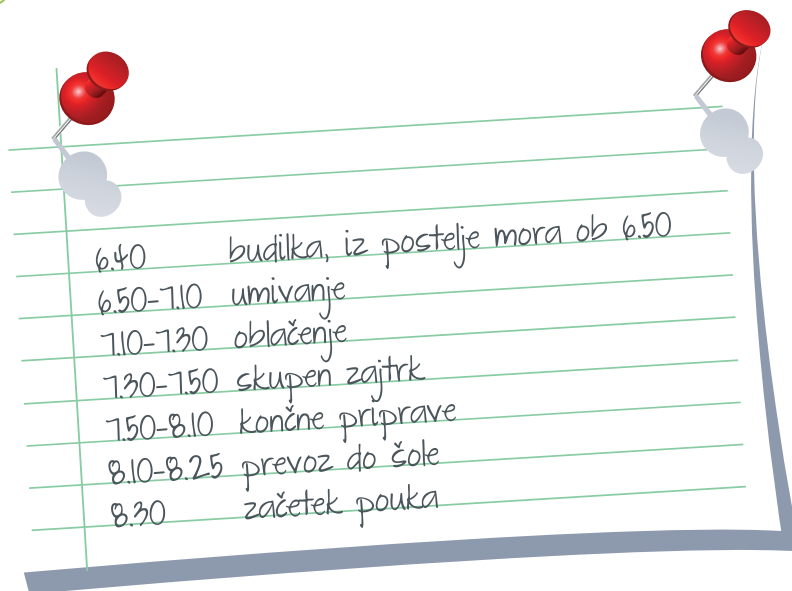 6.40 budilka, iz postelje mora ob 6.50
6.50-7.10 umivanje
7.10-7.30 oblačenje
7.30-7.50 skupen zajtrk
7.50-8.10 končne priprave
8.10-8.25 prevoz do šole
8.30 začetek pouka